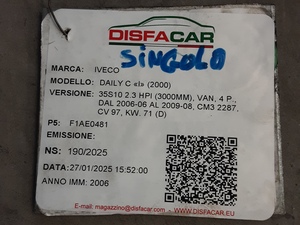 DISFACAR
SINGOLO
MARCA: IVECO
MODELLO: DAILY C cls (2000)
VERSIONE: 35S10 2.3 HPI (3000MM), VAN, 4 P.,
DAL 2006-06 AL 2009-08, CM3 2287,
CV 97, KW. 71 (D)
P5: F1AE0481
EMISSIONE:
NS: 190/2025
DATA: 27/01/2025 15:52:00
ANNO IMM: 2006
E-mail: magazzino@disfacar.com
WWW.DISFACAR.EU